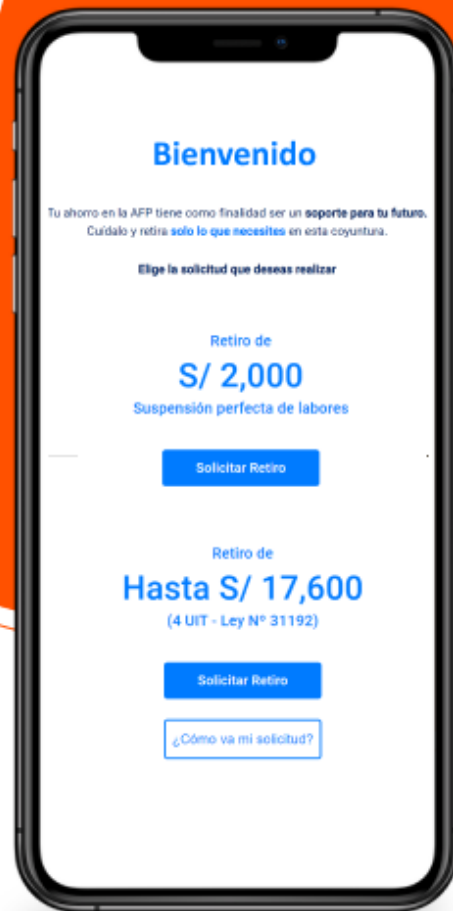 Bienvenido
Tu ahorro en la AFP tiene como finalidad ser un soporte para tu futuro.
Cuídalo y retira solo lo que necesites en esta coyuntura.
Elige la solicitud que deseas realizar
Retiro de
S/ 2,000
Suspensión perfecta de labores
Solicitar Retiro
Retiro de
Hasta S/ 17,600
(4 UIT - Ley Nº 31192)
Solicitar Retiro
¿Cómo va mi solicitud?